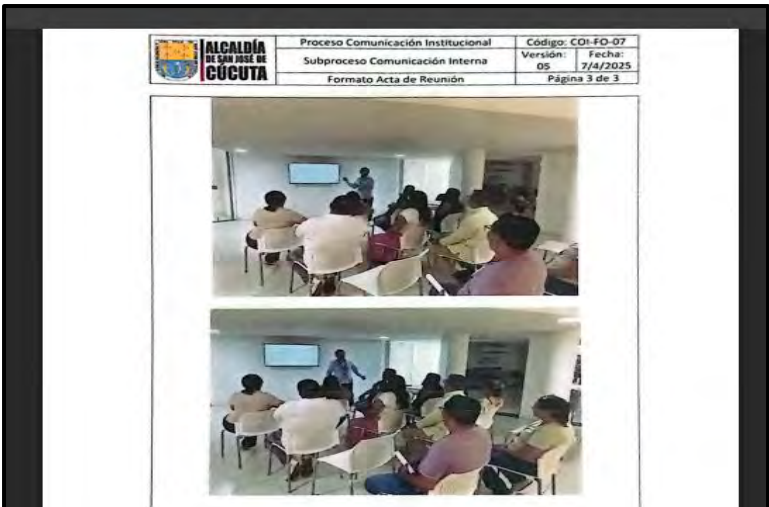 ALCALDÍA
DE SAN JOSÉ DE
CÚCUTA
Proceso Comunicación Institucional
Código: COI-FO-07
Subproceso Comunicación Interna
Versión: 05
Fecha: 7/4/2025
Formato Acta de Reunión
Página 3 de 3